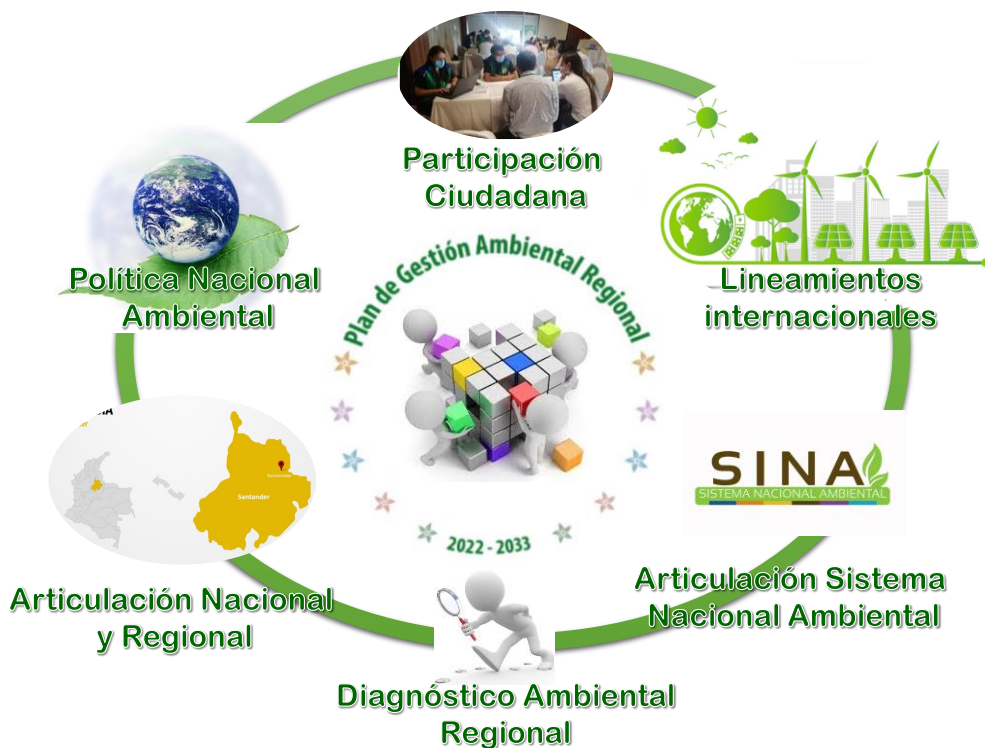 Participación
Ciudadana
Política Nacional
Ambiental
Lineamientos
internacionales
Plan de Gestión Ambiental Regional
2022 - 2033
Santander
SINA
SISTEMA NACIONAL AMBIENTAL
Articulación Nacional
y Regional
Articulación Sistema
Nacional Ambiental
Diagnóstico Ambiental
Regional